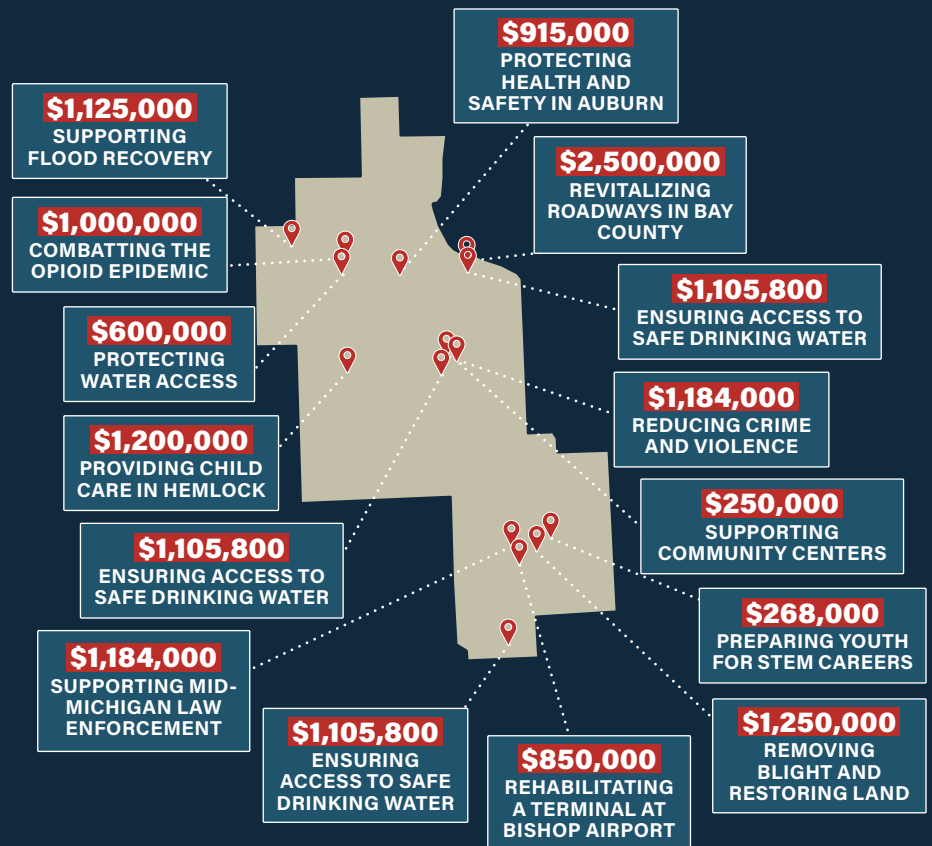 $915,000
PROTECTING
HEALTH AND
SAFETY IN AUBURN
$1,125,000
SUPPORTING
FLOOD RECOVERY
$2,500,000
REVITALIZING
ROADWAYS IN BAY
COUNTY
$1,000,000
COMBATTING THE
OPIOID EPIDEMIC
$1,105,800
ENSURING ACCESS TO
SAFE DRINKING WATER
$600,000
PROTECTING
WATER ACCESS
$1,184,000
REDUCING CRIME
AND VIOLENCE
$1,200,000
PROVIDING CHILD
CARE IN HEMLOCK
$250,000
SUPPORTING
COMMUNITY CENTERS
$1,105,800
ENSURING ACCESS TO
SAFE DRINKING WATER
$268,000
PREPARING YOUTH
FOR STEM CAREERS
$1,184,000
SUPPORTING MID-
MICHIGAN LAW
ENFORCEMENT
$1,250,000
REMOVING
BLIGHT AND
RESTORING LAND
$1,105,800
ENSURING
ACCESS TO SAFE
DRINKING WATER
$850,000
REHABILITATING
A TERMINAL AT
BISHOP AIRPORT